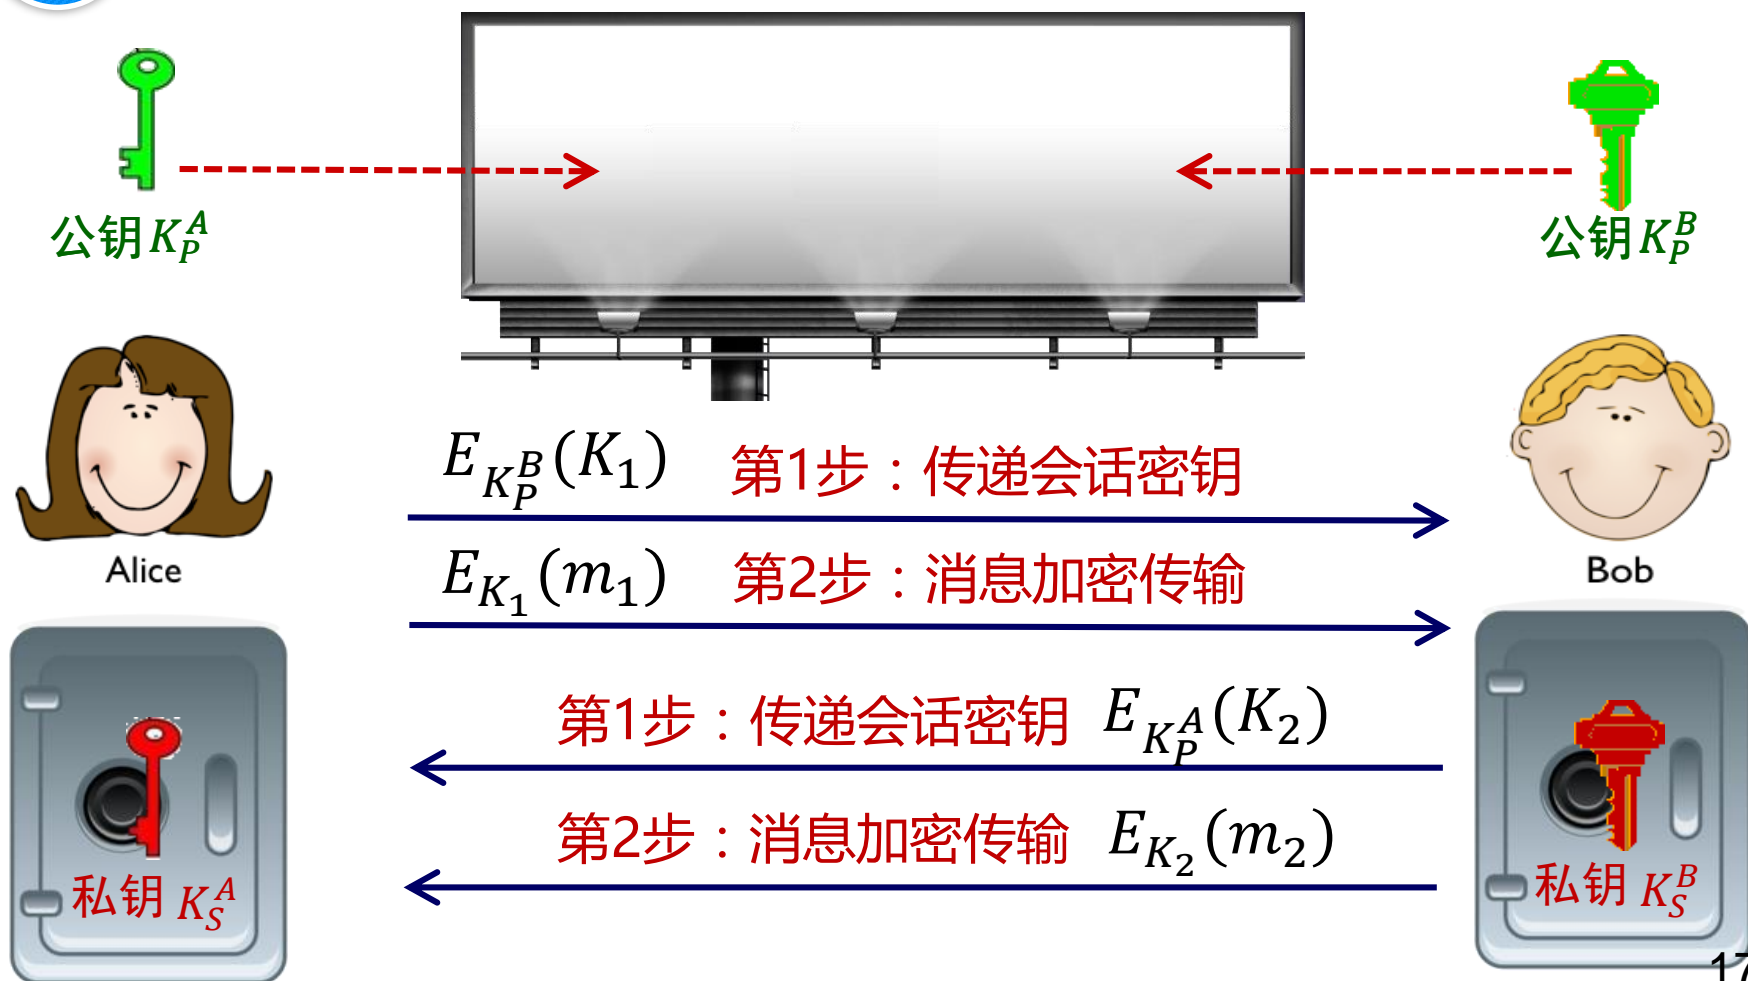 公钥 $K_P^A$
公钥 $K_P^B$
$E_{K_P^B}(K_1)$ 第1步：传递会话密钥
Alice
Bob
$E_{K_1}(m_1)$ 第2步：消息加密传输
第1步：传递会话密钥 $E_{K_P^A}(K_2)$
第2步：消息加密传输 $E_{K_2}(m_2)$
私钥 $K_S^A$
私钥 $K_S^B$
17